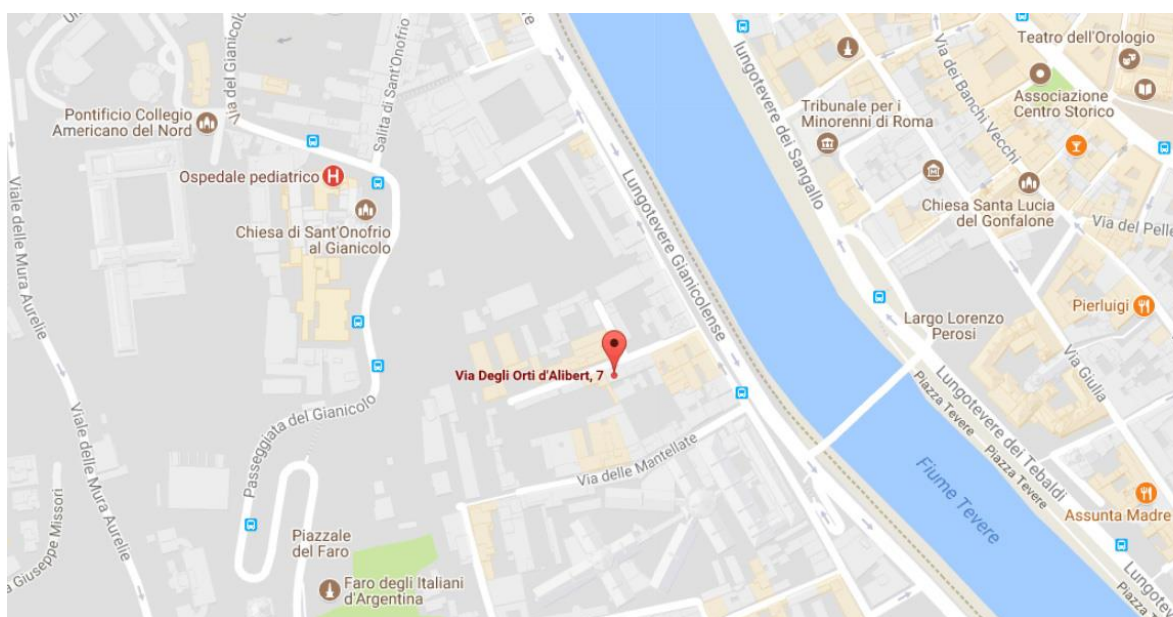 Via del Gianicolo
Salita di Sant'Onofrio
Pontificio Collegio
Americano del Nord
Ospedale pediatrico
H
Chiesa di Sant'Onofrio
al Gianicolo
Viale delle Mura Aurelie
Viale delle Mura Aurelie
Passeggiata del Gianicolo
Giuseppe Missori
Piazzale
del Faro
Faro degli Italiani
d'Argentina
Via Degli Orti d'Alibert, 7
Via delle Mantellate
Lungotevere Gianicolense
Fiume Tevere
lungotevere dei Sangallo
Tribunale per i
Minorenni di Roma
Via dei Banchi Vecchi
Teatro dell'Orologio
Associazione
Centro Storico
Chiesa Santa Lucia
del Gonfalone
Via del Pelle
Pierluigi
Largo Lorenzo
Perosi
Via Giulia
Piazza Tevere
Lungotevere dei Tebaldi
Piazza Tevere
Assunta Madre
Lungot